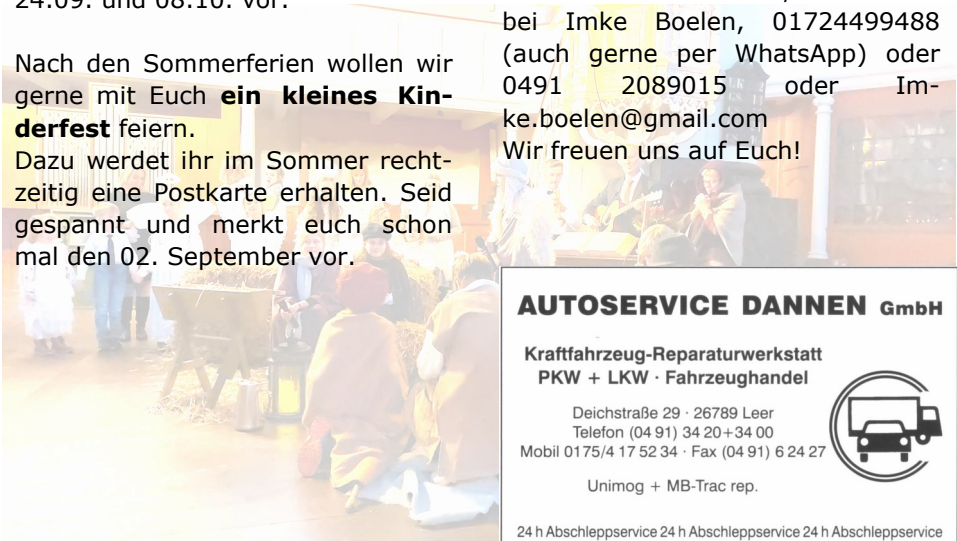 24.09. und 08.10. vor.
Nach den Sommerferien wollen wir
gerne mit Euch ein kleines Kin-
derfest feiern.
Dazu werdet ihr im Sommer recht-
zeitig eine Postkarte erhalten. Seid
gespannt und merkt euch schon
mal den 02. September vor.
bei Imke Boelen, 01724499488
(auch gerne per WhatsApp) oder
0491 2089015 oder Im-
ke.boelen@gmail.com
Wir freuen uns auf Euch!
AUTOSERVICE DANNEN GmbH
Kraftfahrzeug-Reparaturwerkstatt
PKW + LKW · Fahrzeughandel
Deichstraße 29 · 26789 Leer
Telefon (04 91) 34 20+34 00
Mobil 0175/4 17 52 34 · Fax (04 91) 6 24 27
Unimog + MB-Trac rep.
24 h Abschleppservice 24 h Abschleppservice 24 h Abschleppservice